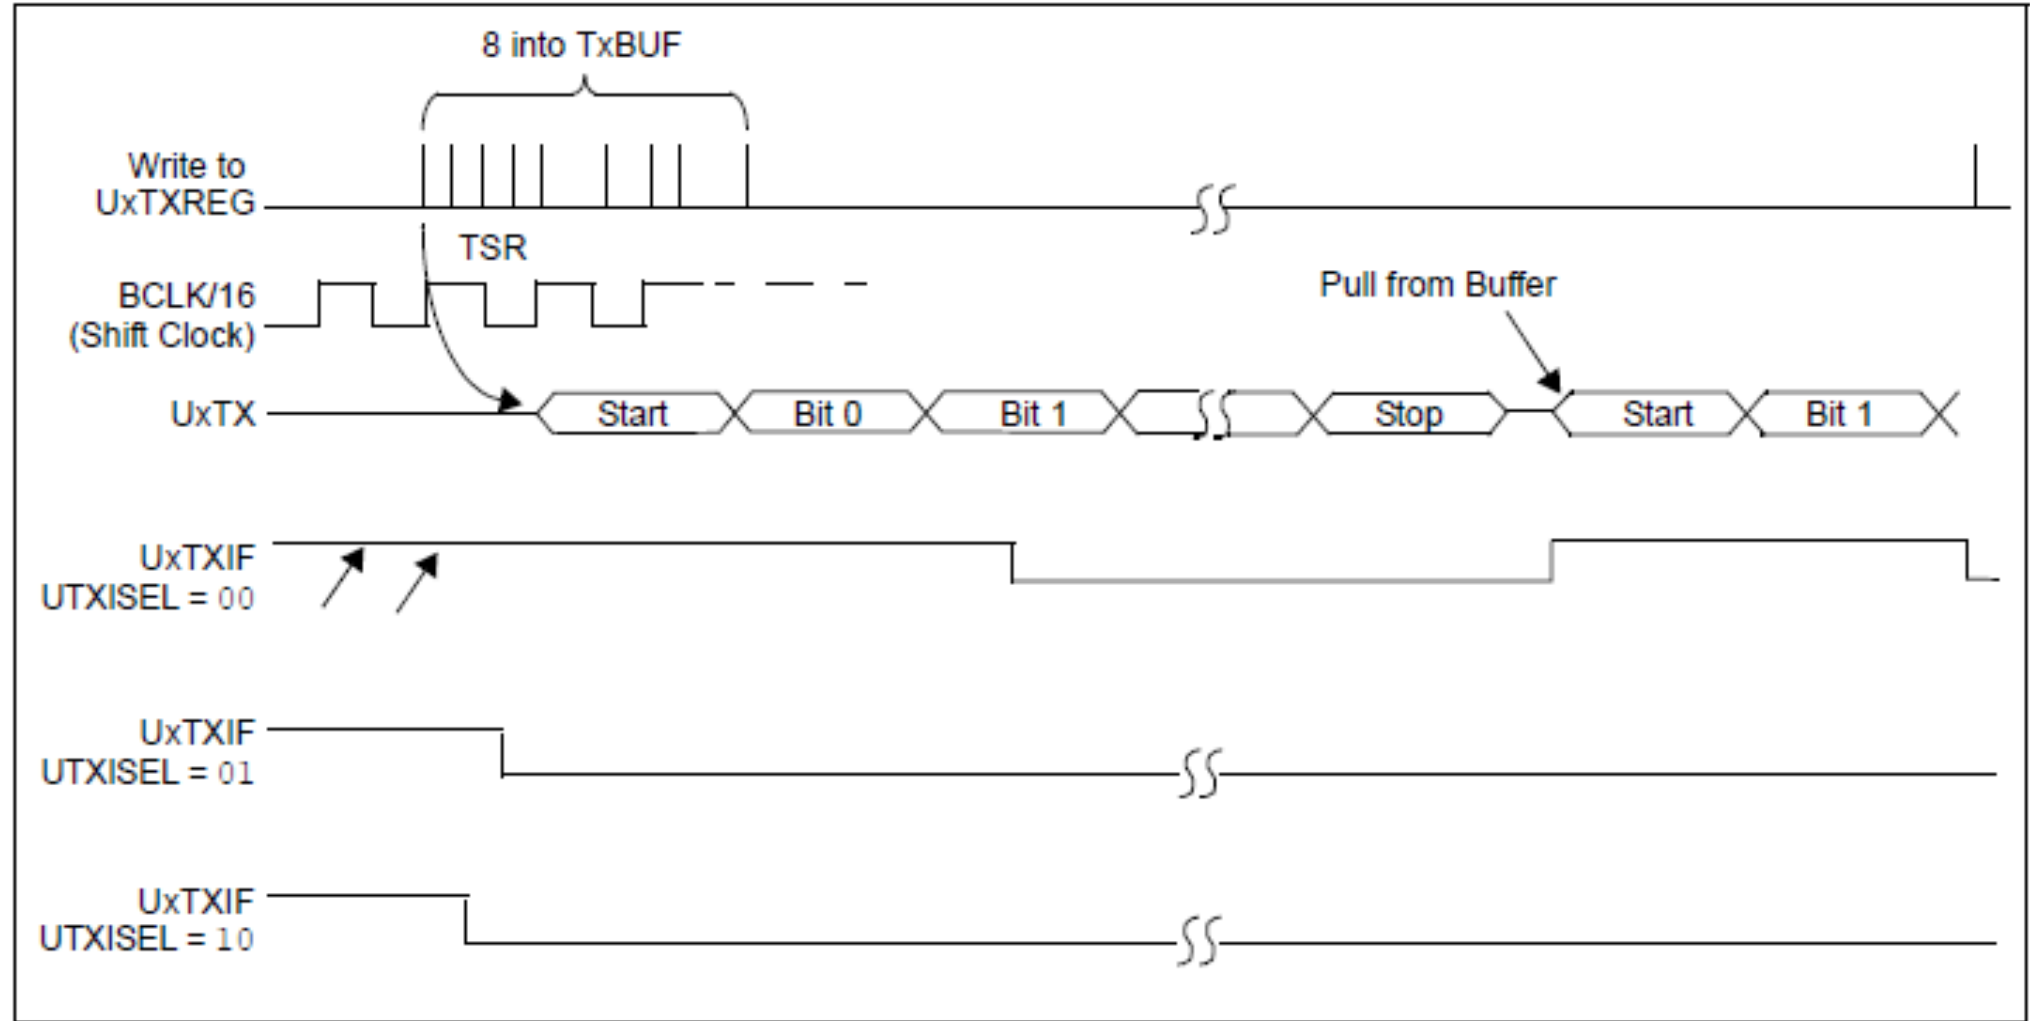 8 into TxBUF
Write to
UxTXREG
TSR
BCLK/16
(Shift Clock)
Pull from Buffer
UxTX
Start
Bit 0
Bit 1
Stop
Start
Bit 1
UxTXIF
UTXISEL = 00
UxTXIF
UTXISEL = 01
UxTXIF
UTXISEL = 10